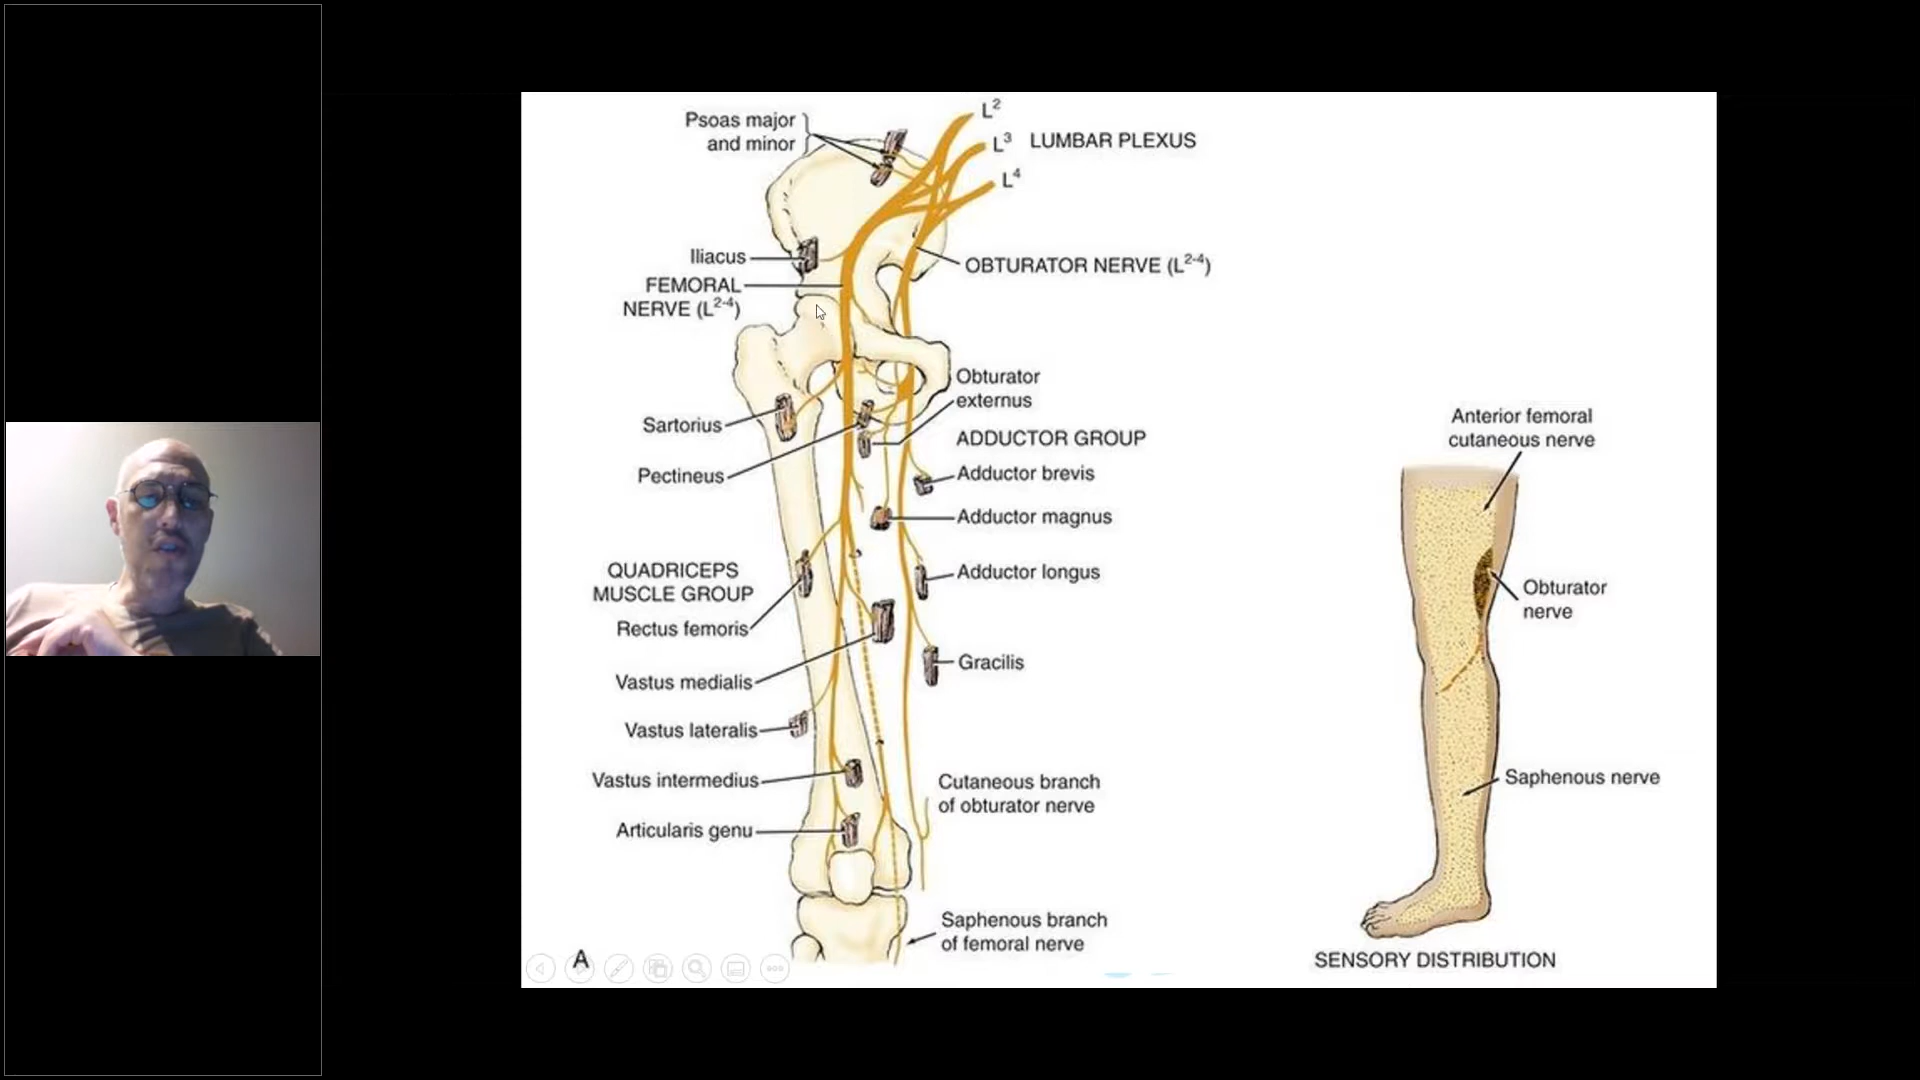 Psoas major
and minor
L²
L³
LUMBAR PLEXUS
L⁴
Iliacus
FEMORAL
NERVE (L²⁻⁴)
OBTURATOR NERVE (L²⁻⁴)
Obturator
externus
Sartorius
ADDUCTOR GROUP
Pectineus
Adductor brevis
Adductor magnus
QUADRICEPS
MUSCLE GROUP
Adductor longus
Rectus femoris
Gracilis
Vastus medialis
Vastus lateralis
Vastus intermedius
Cutaneous branch
of obturator nerve
Articularis genu
Saphenous branch
of femoral nerve
A
Anterior femoral
cutaneous nerve
Obturator
nerve
Saphenous nerve
SENSORY DISTRIBUTION